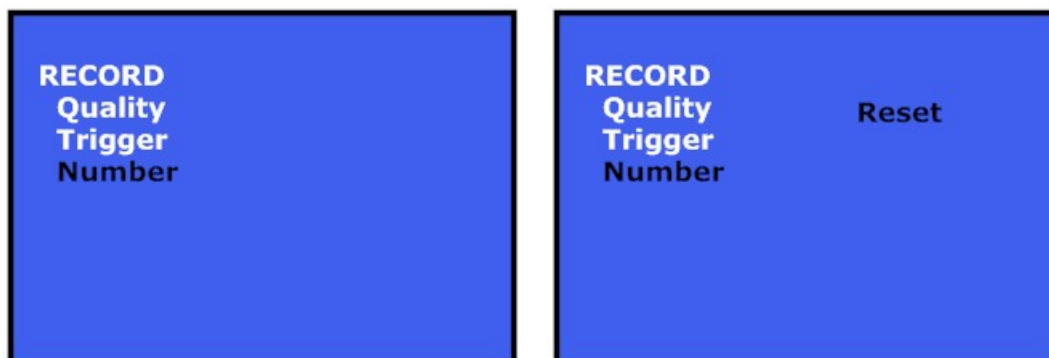 RECORD
Quality
Trigger
Number
RECORD
Quality
Reset
Trigger
Number